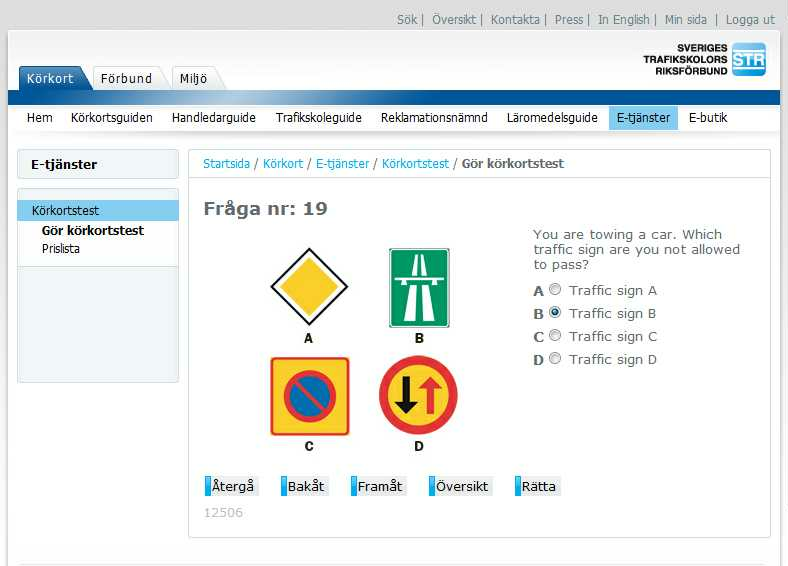 Sök | Översikt | Kontakta | Press | In English | Min sida | Logga ut
SVERIGES
TRAFIKSKOLORS
RIKSFÖRBUND
STR
Körkort Förbund Miljö
Hem Körkortsguiden Handledarguide Trafikskoleguide Reklamationsnämnd Läromedelsguide E-tjänster E-butik
E-tjänster
Körkortstest
Gör körkortstest
Prislista
Startsida / Körkort / E-tjänster / Körkortstest / Gör körkortstest
Fråga nr: 19
A
B
C
D
You are towing a car. Which
traffic sign are you not allowed
to pass?
A Traffic sign A
B Traffic sign B
C Traffic sign C
D Traffic sign D
Återgå Bakåt Framåt Översikt Rätta
12506